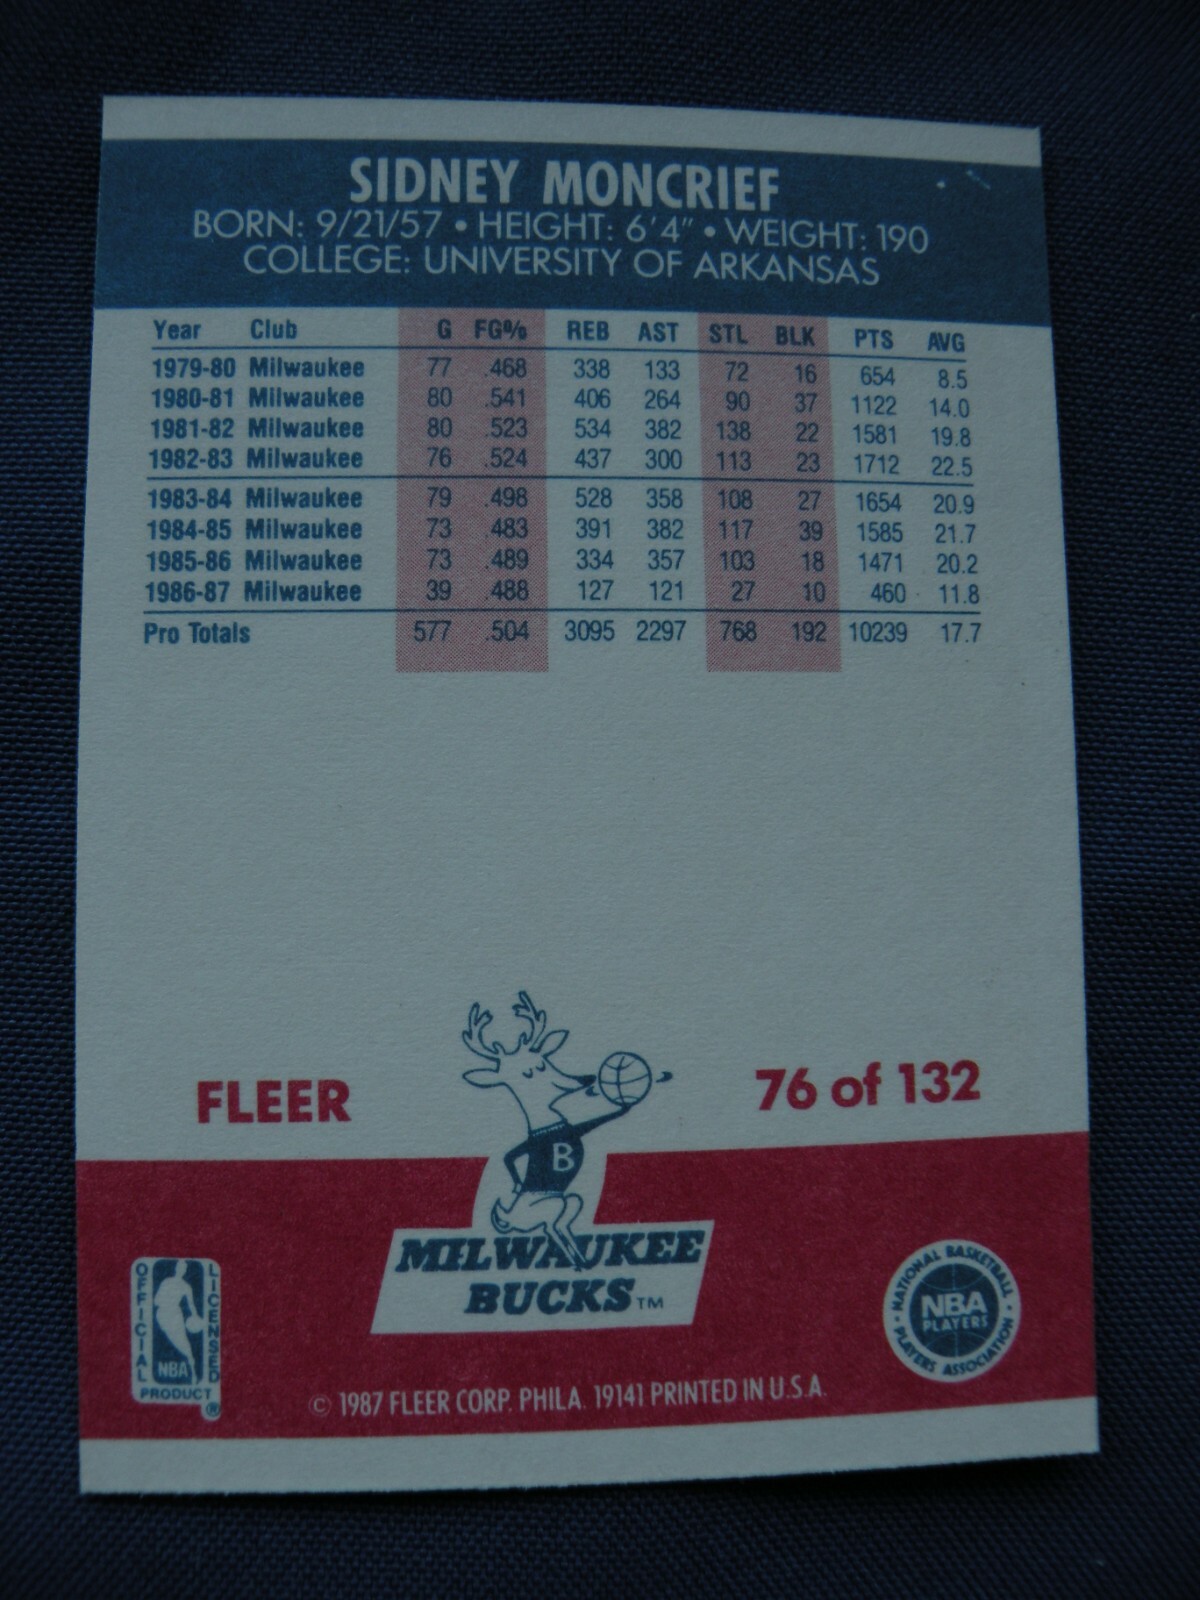 SIDNEY MONCRIEF
BORN: 9/21/57 • HEIGHT: 6'4" • WEIGHT: 190
COLLEGE: UNIVERSITY OF ARKANSAS
Year Club G FG% REB AST STL BLK PTS AVG
1979-80 Milwaukee 77 .468 338 133 72 16 654 8.5
1980-81 Milwaukee 80 .541 406 264 90 37 1122 14.0
1981-82 Milwaukee 80 .523 534 382 138 22 1581 19.8
1982-83 Milwaukee 76 .524 437 300 113 23 1712 22.5
1983-84 Milwaukee 79 .498 528 358 108 27 1654 20.9
1984-85 Milwaukee 73 .483 391 382 117 39 1585 21.7
1985-86 Milwaukee 73 .489 334 357 103 18 1471 20.2
1986-87 Milwaukee 39 .488 127 121 27 10 460 11.8
Pro Totals 577 .504 3095 2297 768 192 10239 17.7
FLEER
76 of 132
B
MILWAUKEE
BUCKS™
OFFICIAL
LICENSED
NBA
PRODUCT
®
• NATIONAL BASKETBALL •
NBA
PLAYERS
PLAYERS ASSOCIATION
© 1987 FLEER CORP. PHILA. 19141 PRINTED IN U.S.A.